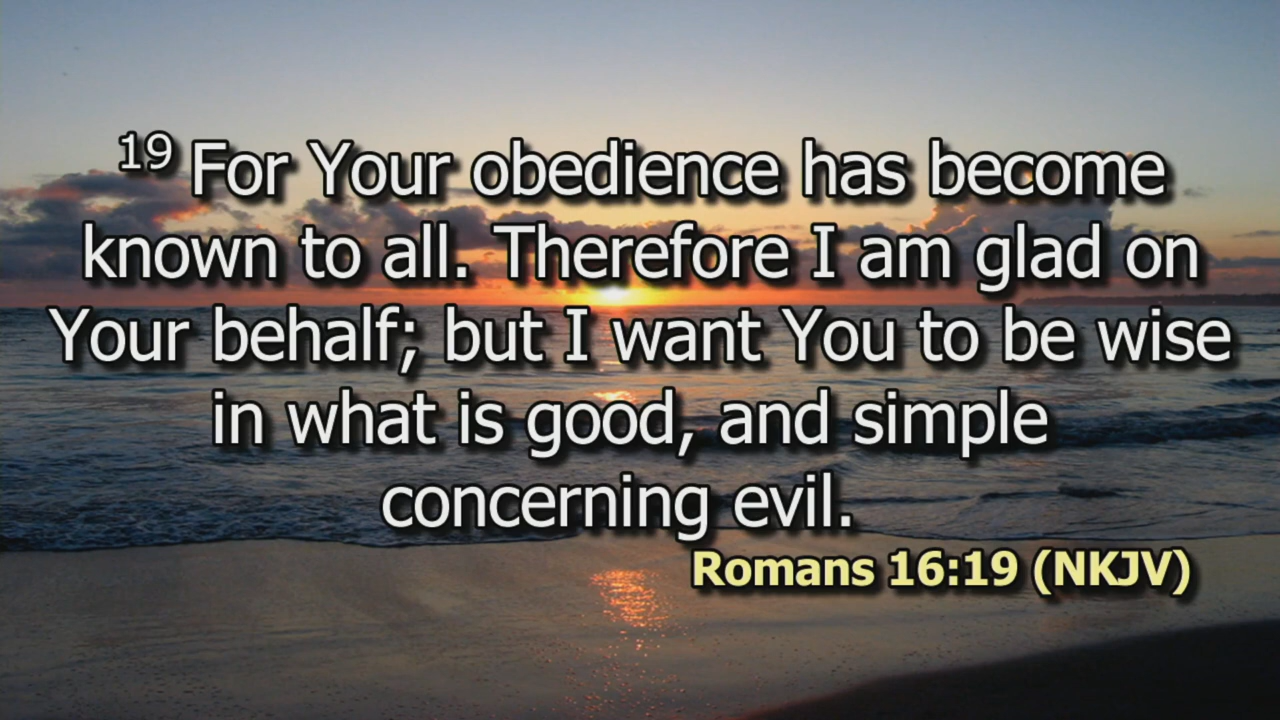 19 For Your obedience has become
known to all. Therefore I am glad on
Your behalf; but I want You to be wise
in what is good, and simple
concerning evil.
Romans 16:19 (NKJV)